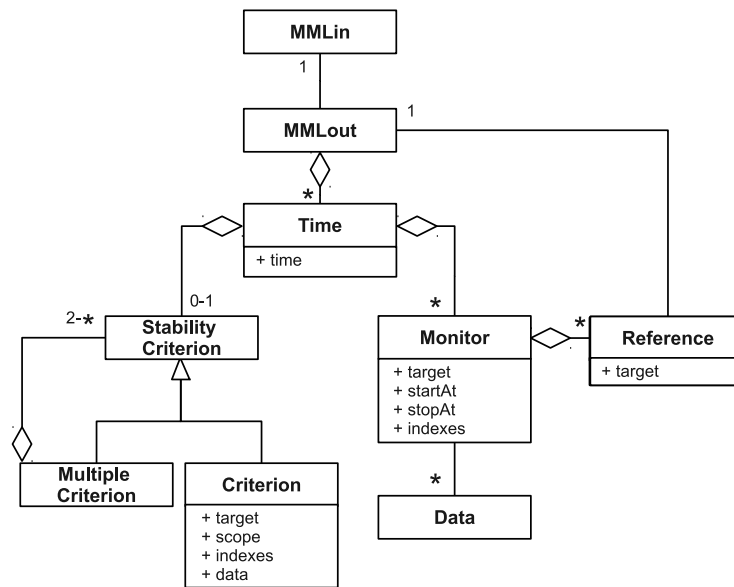 MMLin
1
MMLout
1
*
Time
+ time
0-1
2-*
Stability
Criterion
*
Monitor
+ target
+ startAt
+ stopAt
+ indexes
*
Reference
+ target
Multiple
Criterion
Criterion
+ target
+ scope
+ indexes
+ data
*
Data